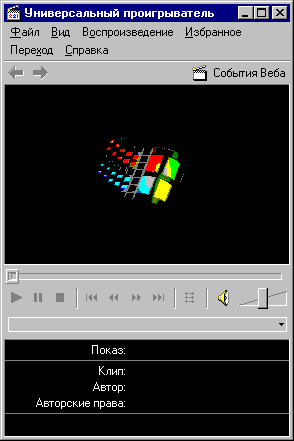 Универсальный проигрыватель
Файл Вид Воспроизведение Избранное
Переход Справка
События Веба
Показ:
Клип:
Автор:
Авторские права: